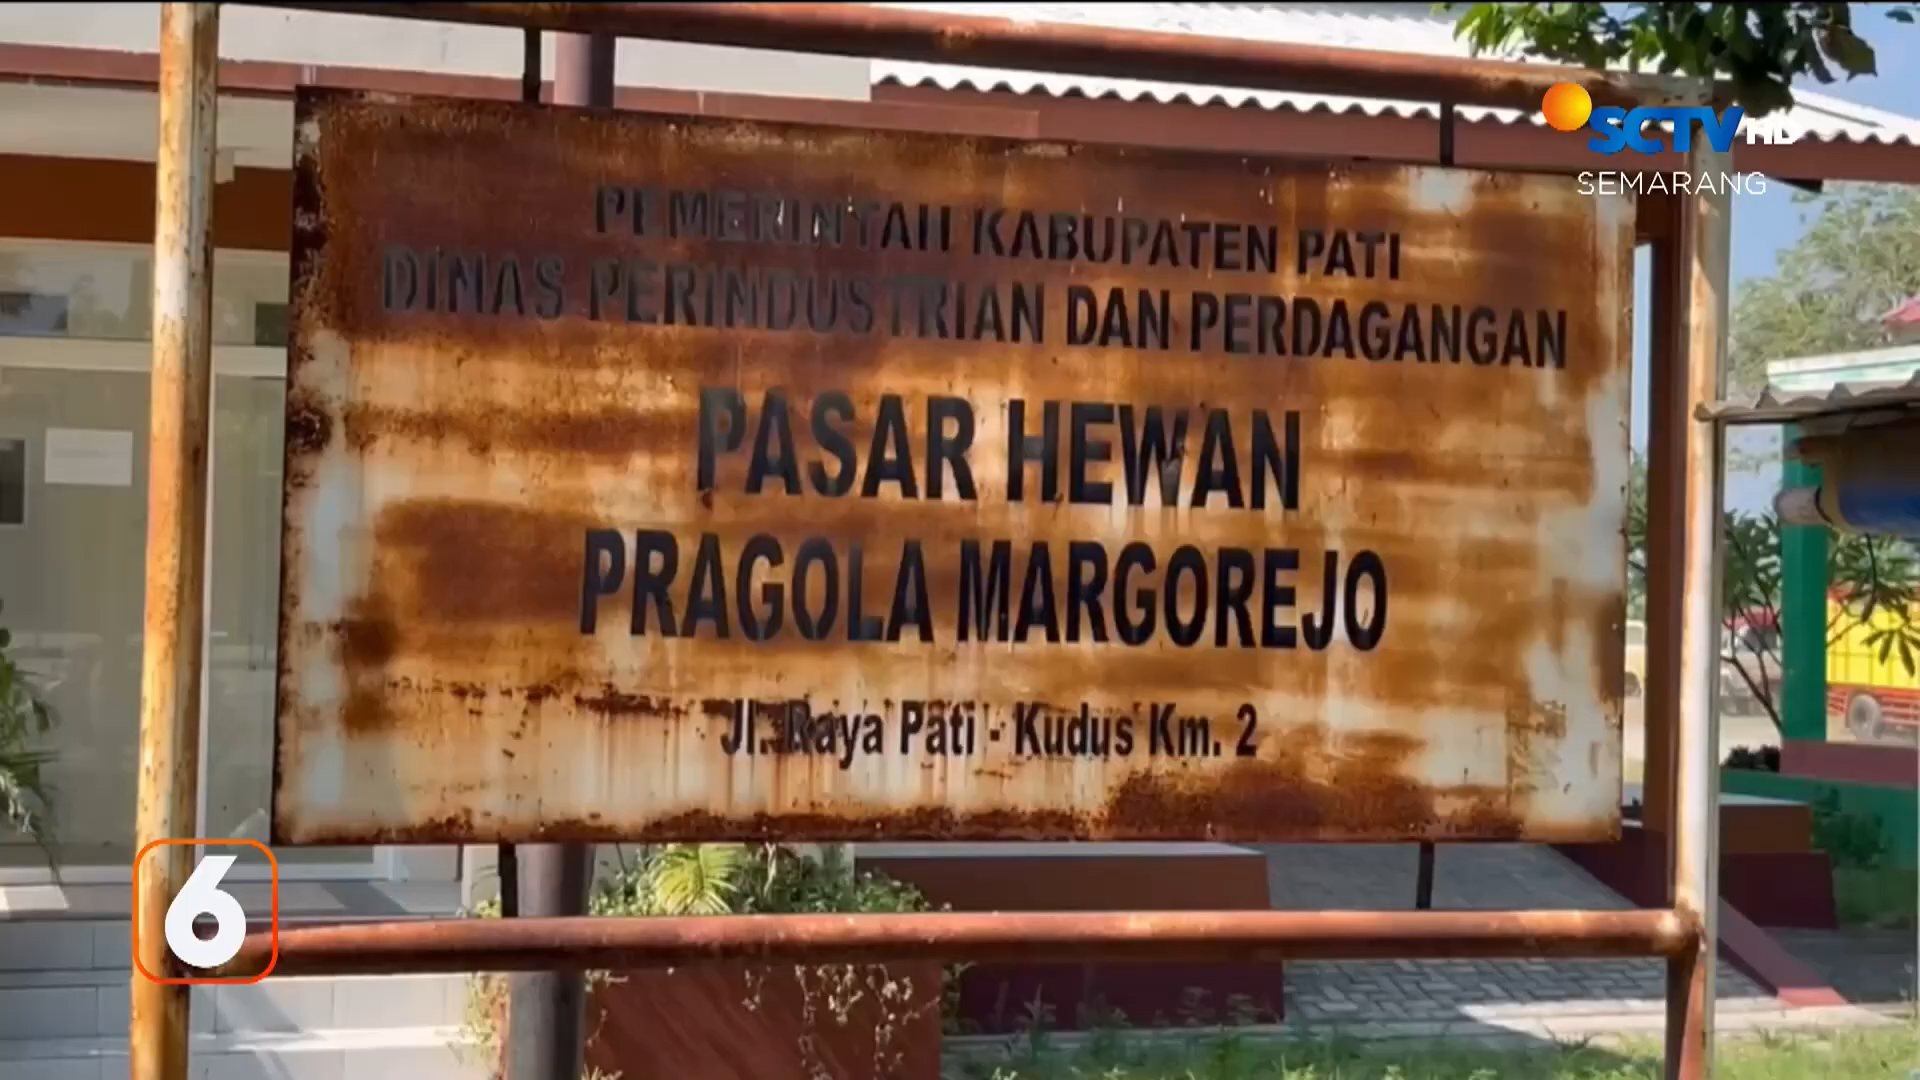 SCTV HD
SEMARANG
PEMERINTAH KABUPATEN PATI
DINAS PERINDUSTRIAN DAN PERDAGANGAN
PASAR HEWAN
PRAGOLA MARGOREJO
Jl. Raya Pati - Kudus Km. 2
6